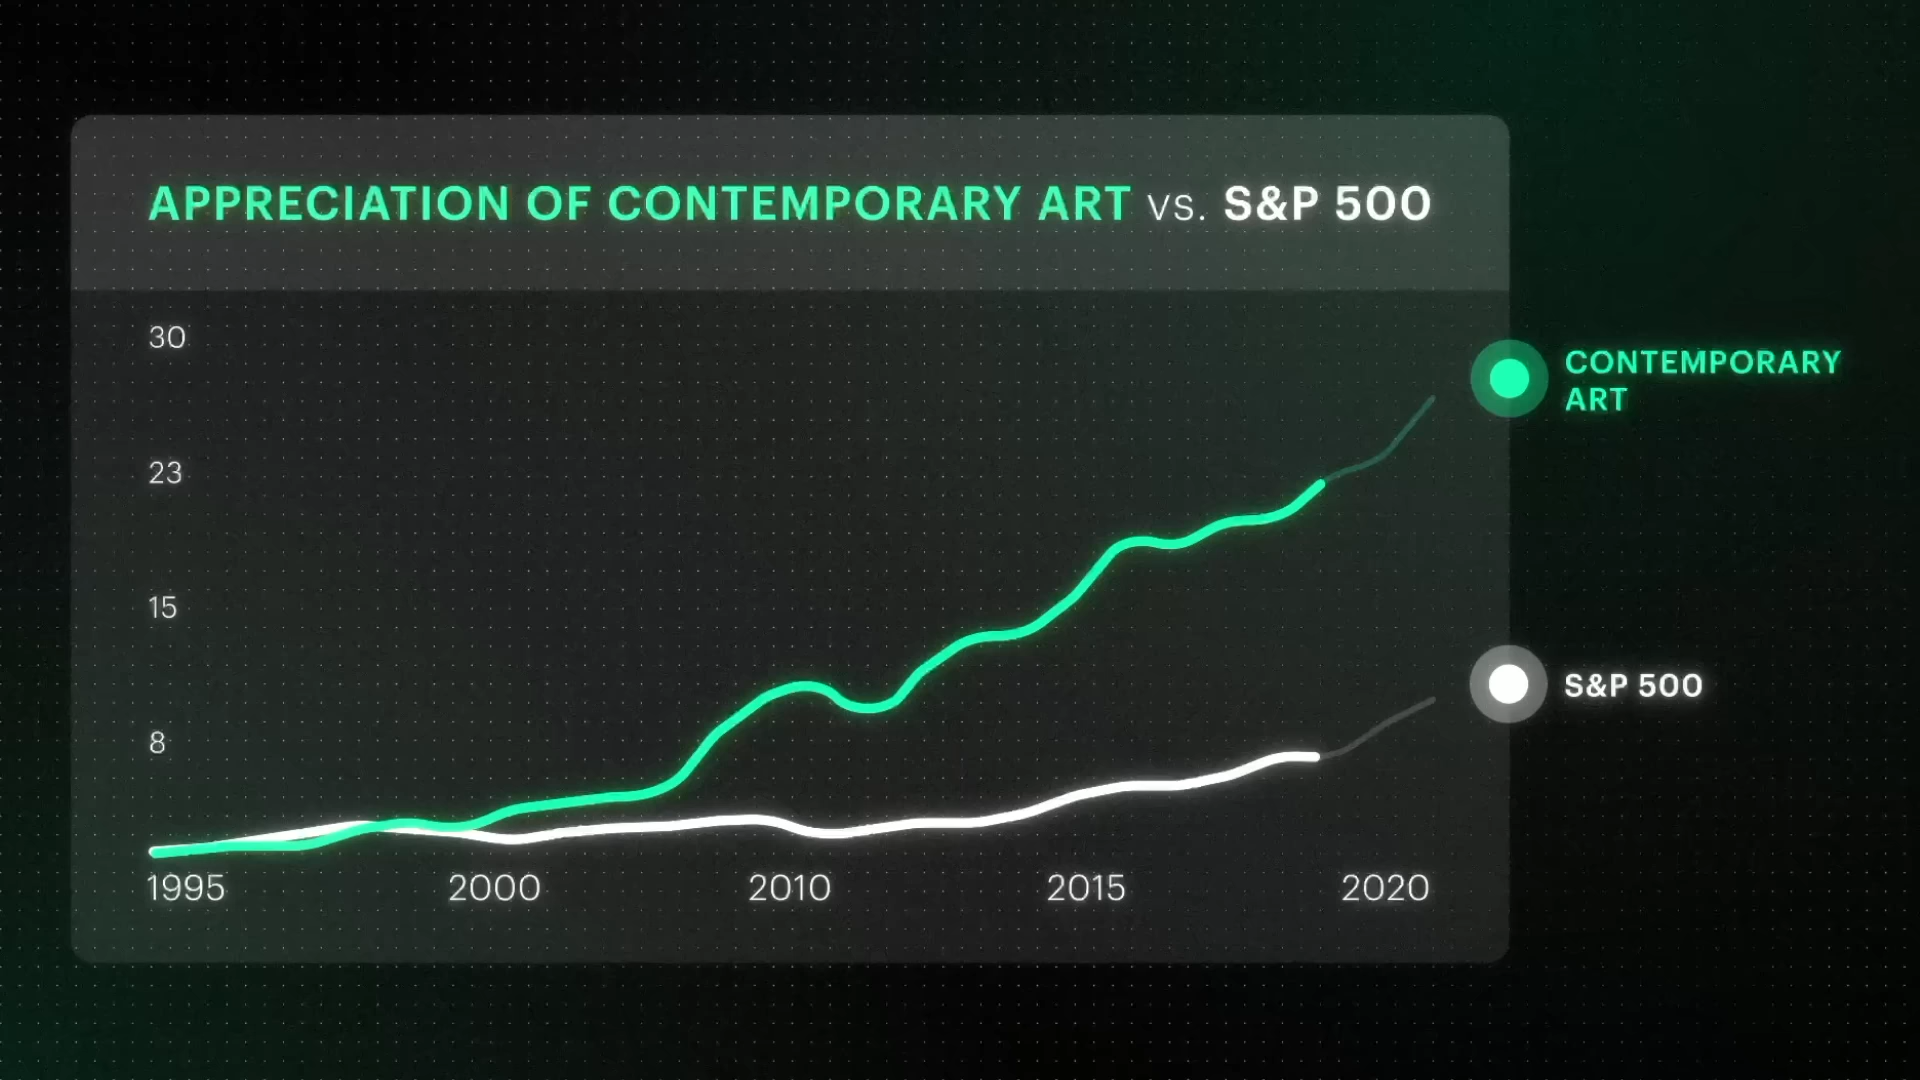 APPRECIATION OF CONTEMPORARY ART vs. S&P 500
30
CONTEMPORARY
ART
23
15
S&P 500
8
1995 2000 2010 2015 2020